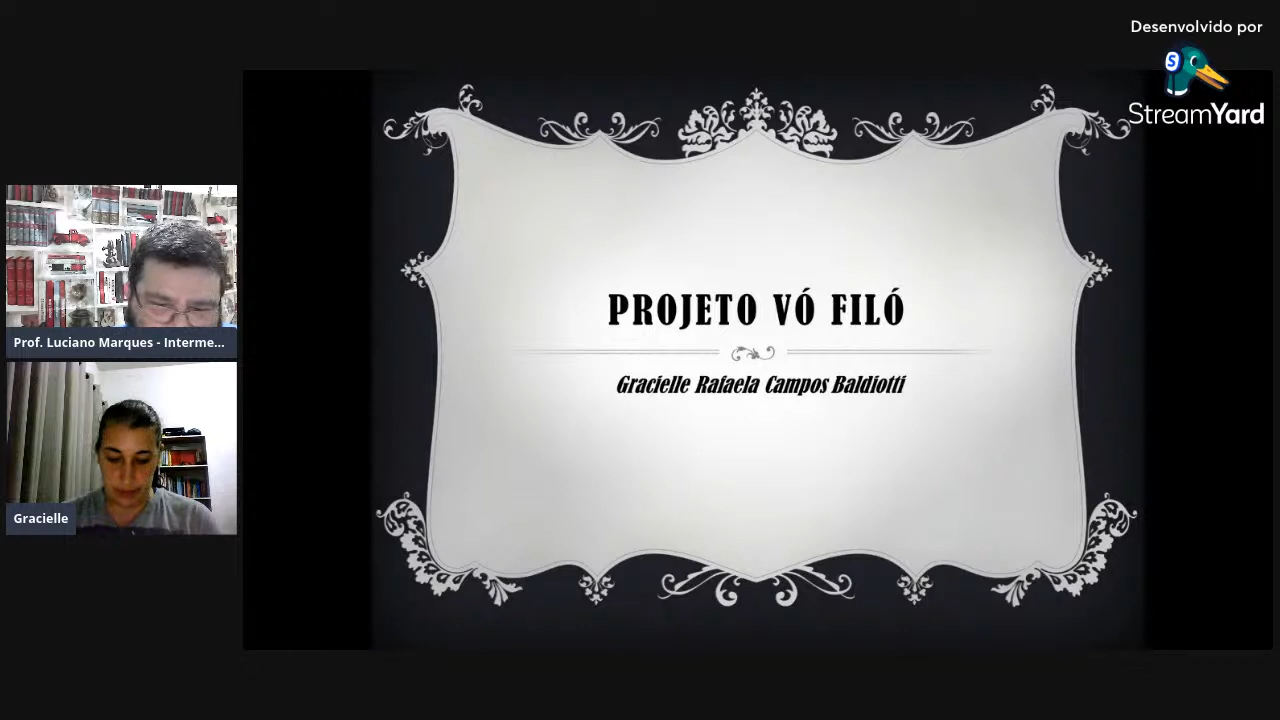 Desenvolvido por
StreamYard
PROJETO VÓ FILÓ
Gracielle Rafaela Campos Baldiotti
Prof. Luciano Marques - Interme...
Gracielle